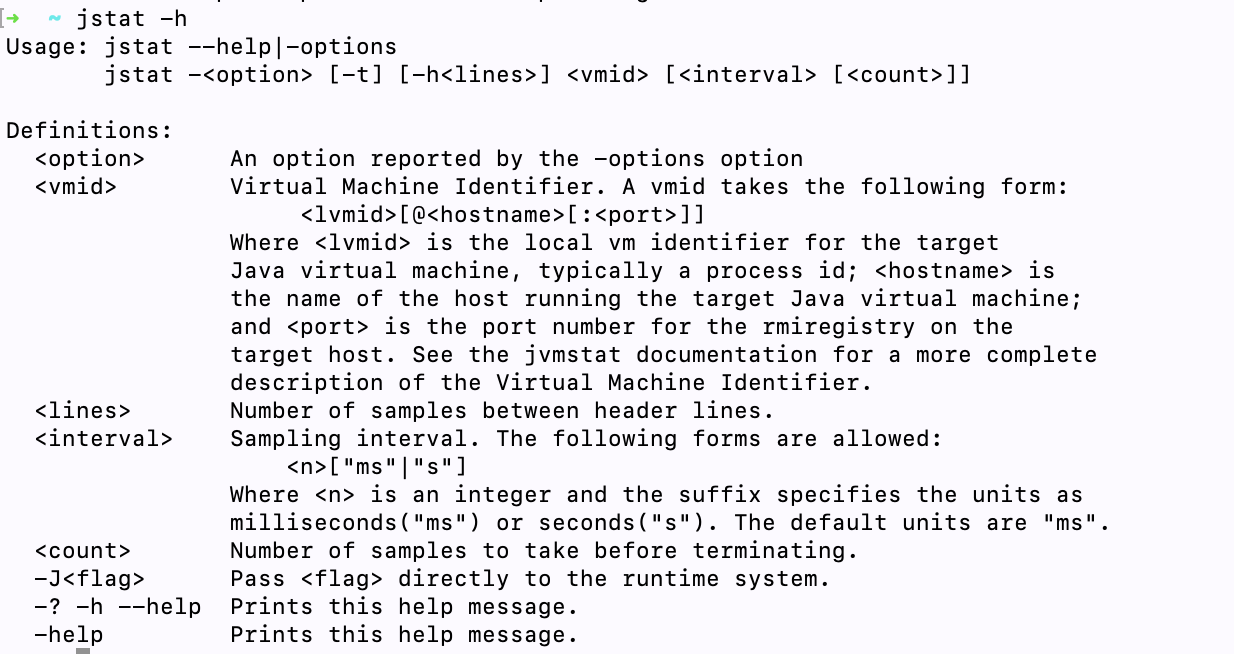 ➜  ~ jstat -h
Usage: jstat --help|-options
       jstat -<option> [-t] [-h<lines>] <vmid> [<interval> [<count>]]

Definitions:
  <option>      An option reported by the -options option
  <vmid>        Virtual Machine Identifier. A vmid takes the following form:
                     <lvmid>[@<hostname>[:<port>]]
                Where <lvmid> is the local vm identifier for the target
                Java virtual machine, typically a process id; <hostname> is
                the name of the host running the target Java virtual machine;
                and <port> is the port number for the rmiregistry on the
                target host. See the jvmstat documentation for a more complete
                description of the Virtual Machine Identifier.
  <lines>       Number of samples between header lines.
  <interval>    Sampling interval. The following forms are allowed:
                    <n>["ms"|"s"]
                Where <n> is an integer and the suffix specifies the units as
                milliseconds("ms") or seconds("s"). The default units are "ms".
  <count>       Number of samples to take before terminating.
  -J<flag>      Pass <flag> directly to the runtime system.
  -? -h --help  Prints this help message.
  -help         Prints this help message.